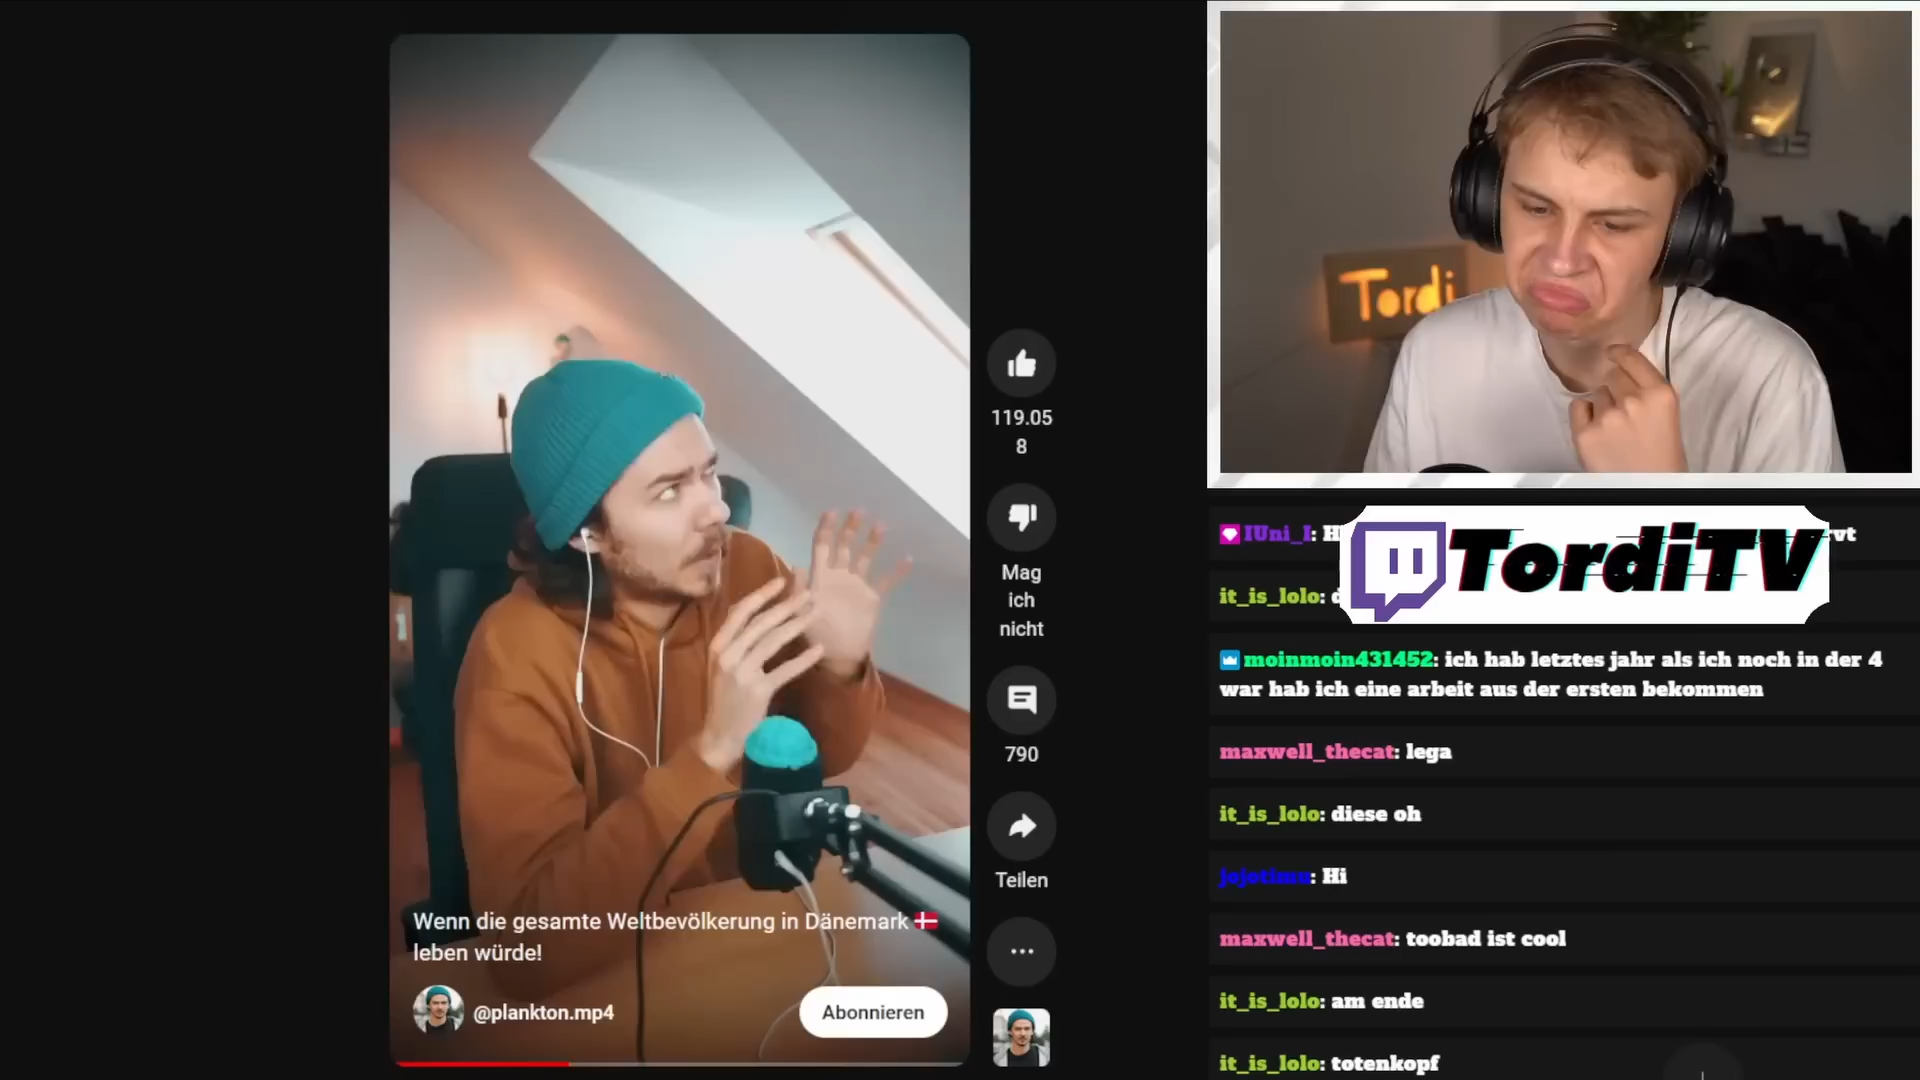 Wenn die gesamte Weltbevölkerung in Dänemark 🇩🇰
leben würde!
@plankton.mp4
Abonnieren
119.05
8
Mag
ich
nicht
790
Teilen
Tordi
TordiTV
IUni_I: H
vt
it_is_lolo:
moinmoin431452: ich hab letztes jahr als ich noch in der 4
war hab ich eine arbeit aus der ersten bekommen
maxwell_thecat: lega
it_is_lolo: diese oh
jojotimu: Hi
maxwell_thecat: toobad ist cool
it_is_lolo: am ende
it_is_lolo: totenkopf